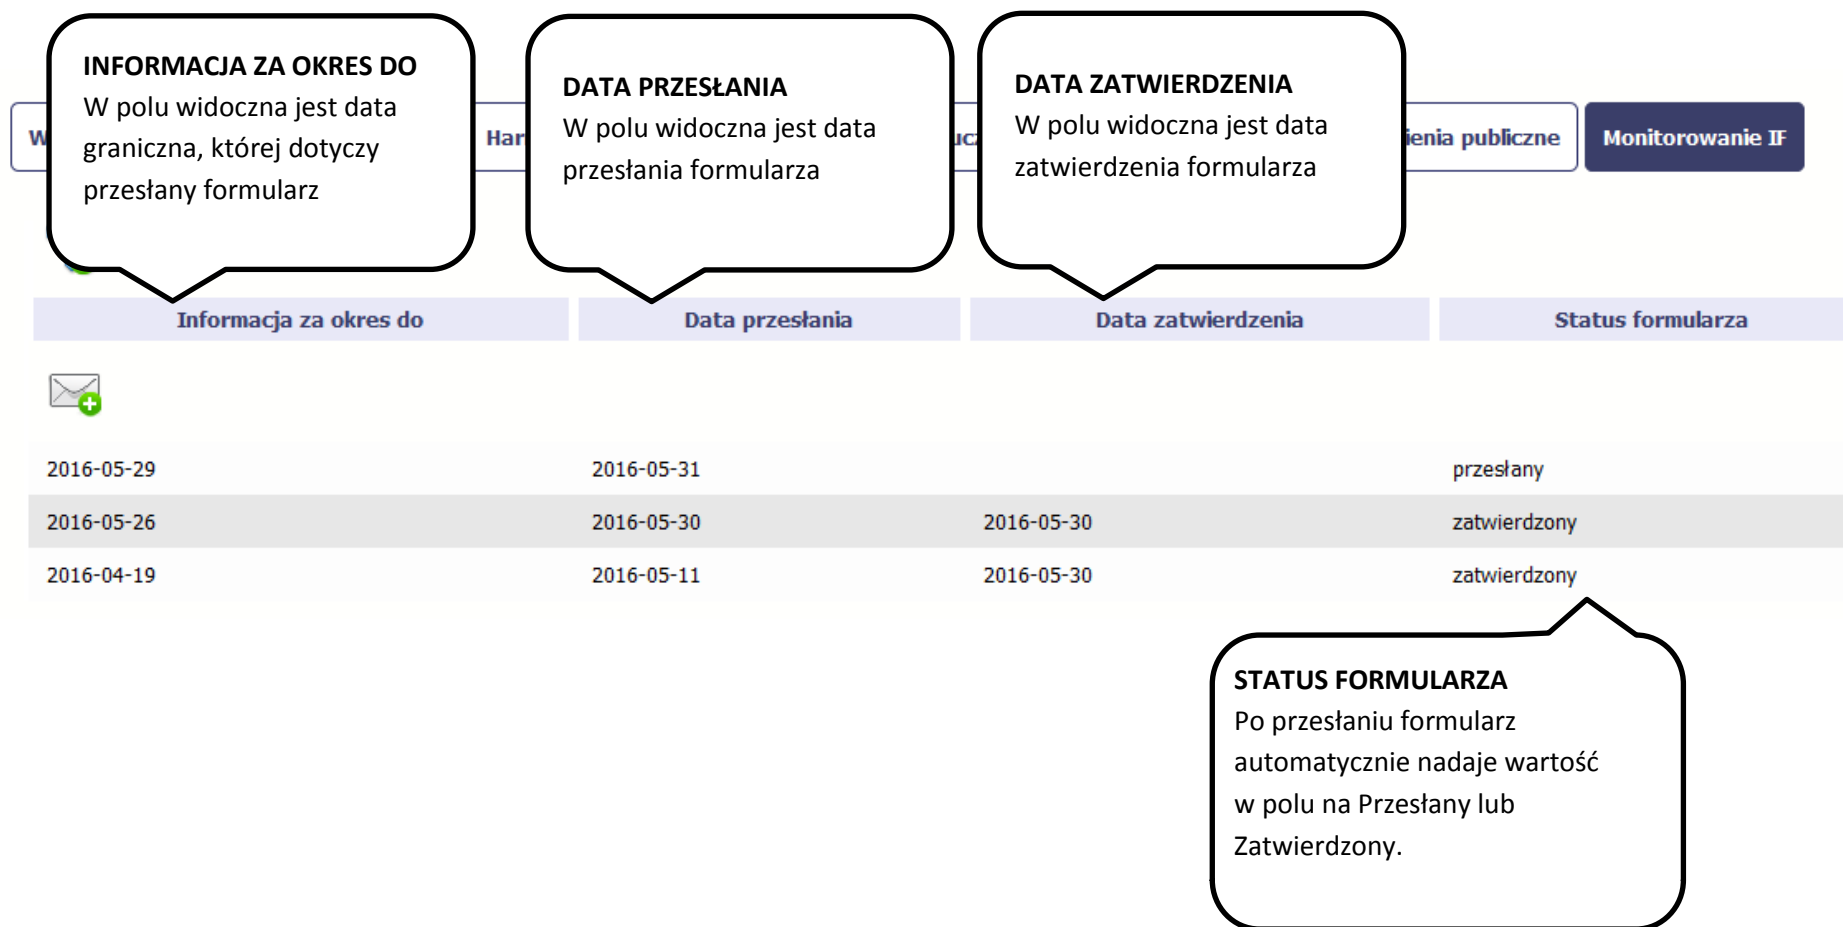 INFORMACJA ZA OKRES DO
W polu widoczna jest data
graniczna, której dotyczy
przesłany formularz
DATA PRZESŁANIA
W polu widoczna jest data
przesłania formularza
DATA ZATWIERDZENIA
W polu widoczna jest data
zatwierdzenia formularza
publiczne
Monitorowanie IF
Informacja za okres do Data przesłania Data zatwierdzenia Status formularza
2016-05-29 2016-05-31 przesłany
2016-05-26 2016-05-30 2016-05-30 zatwierdzony
2016-04-19 2016-05-11 2016-05-30 zatwierdzony
STATUS FORMULARZA
Po przesłaniu formularz
automatycznie nadaje wartość
w polu na Przesłany lub
Zatwierdzony.